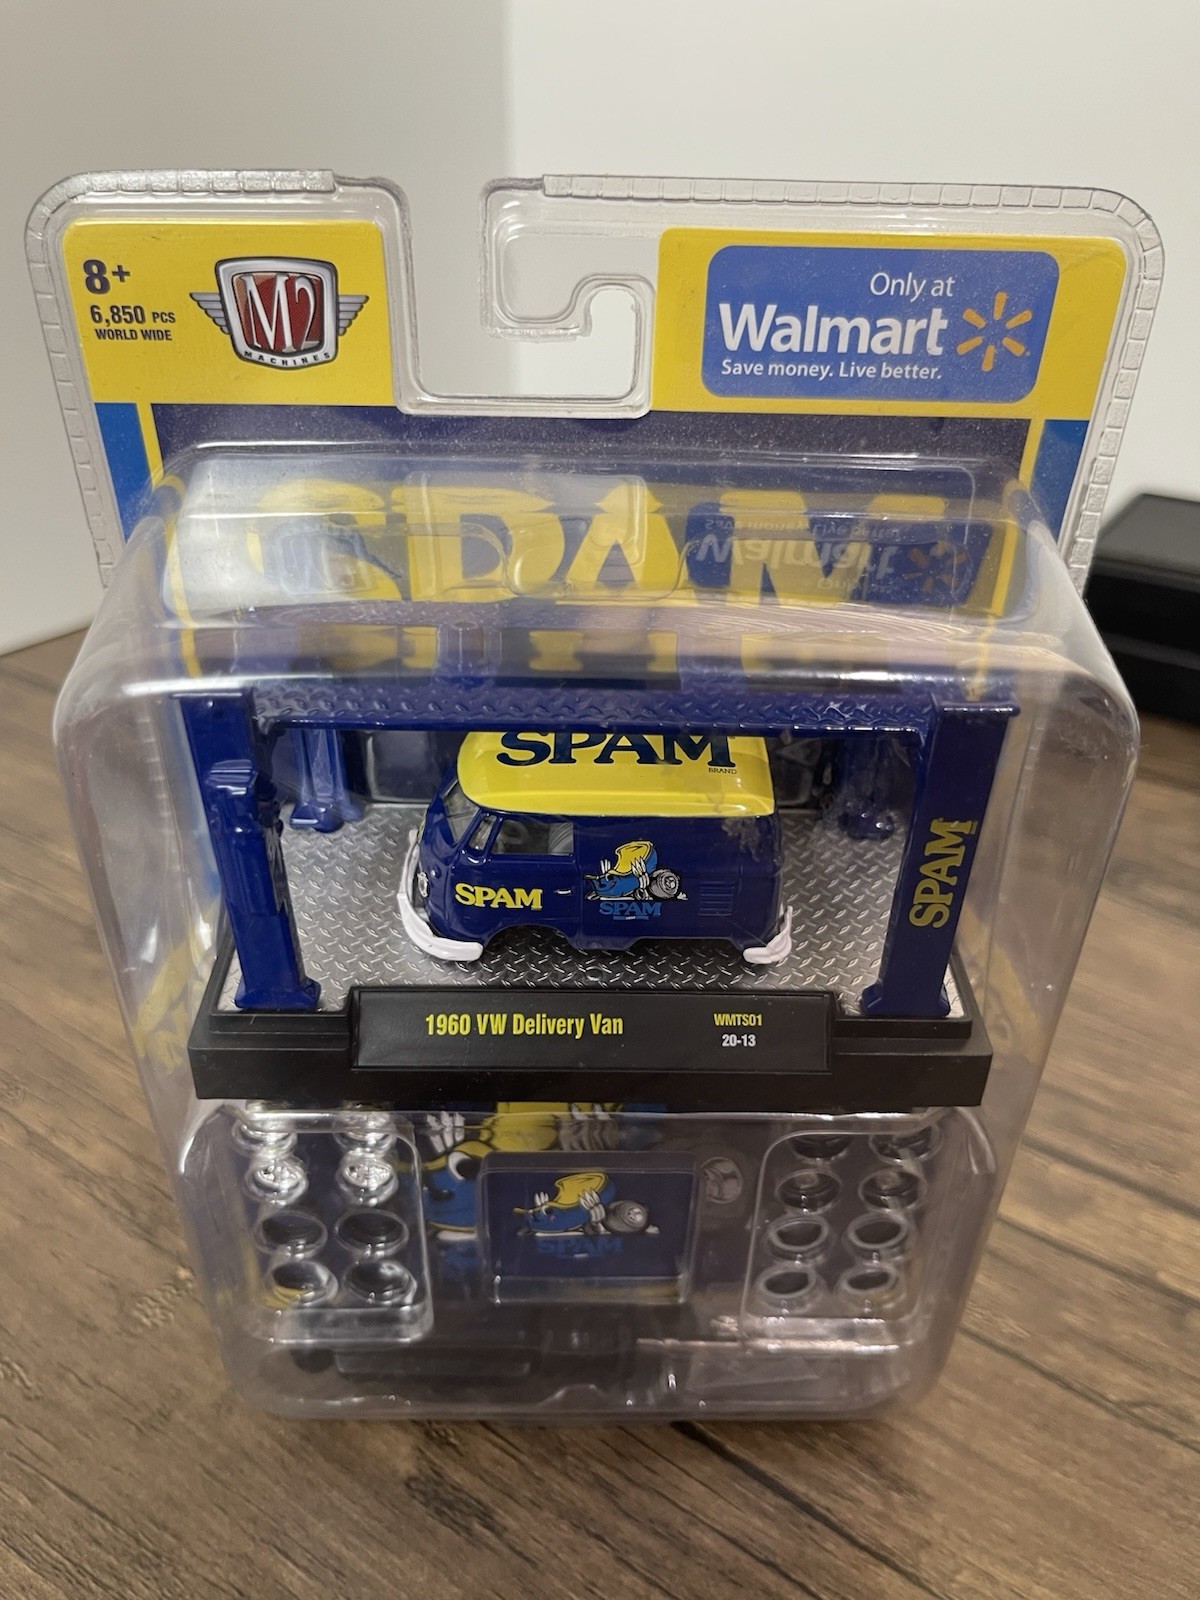 8+
6,850 PCS
WORLD WIDE
M2
MACHINES
Only at
Walmart
Save money. Live better.
SPAM
SPAM
BRAND
SPAM
SPAM
SPAM
1960 VW Delivery Van
WMTS01
20-13
SPAM